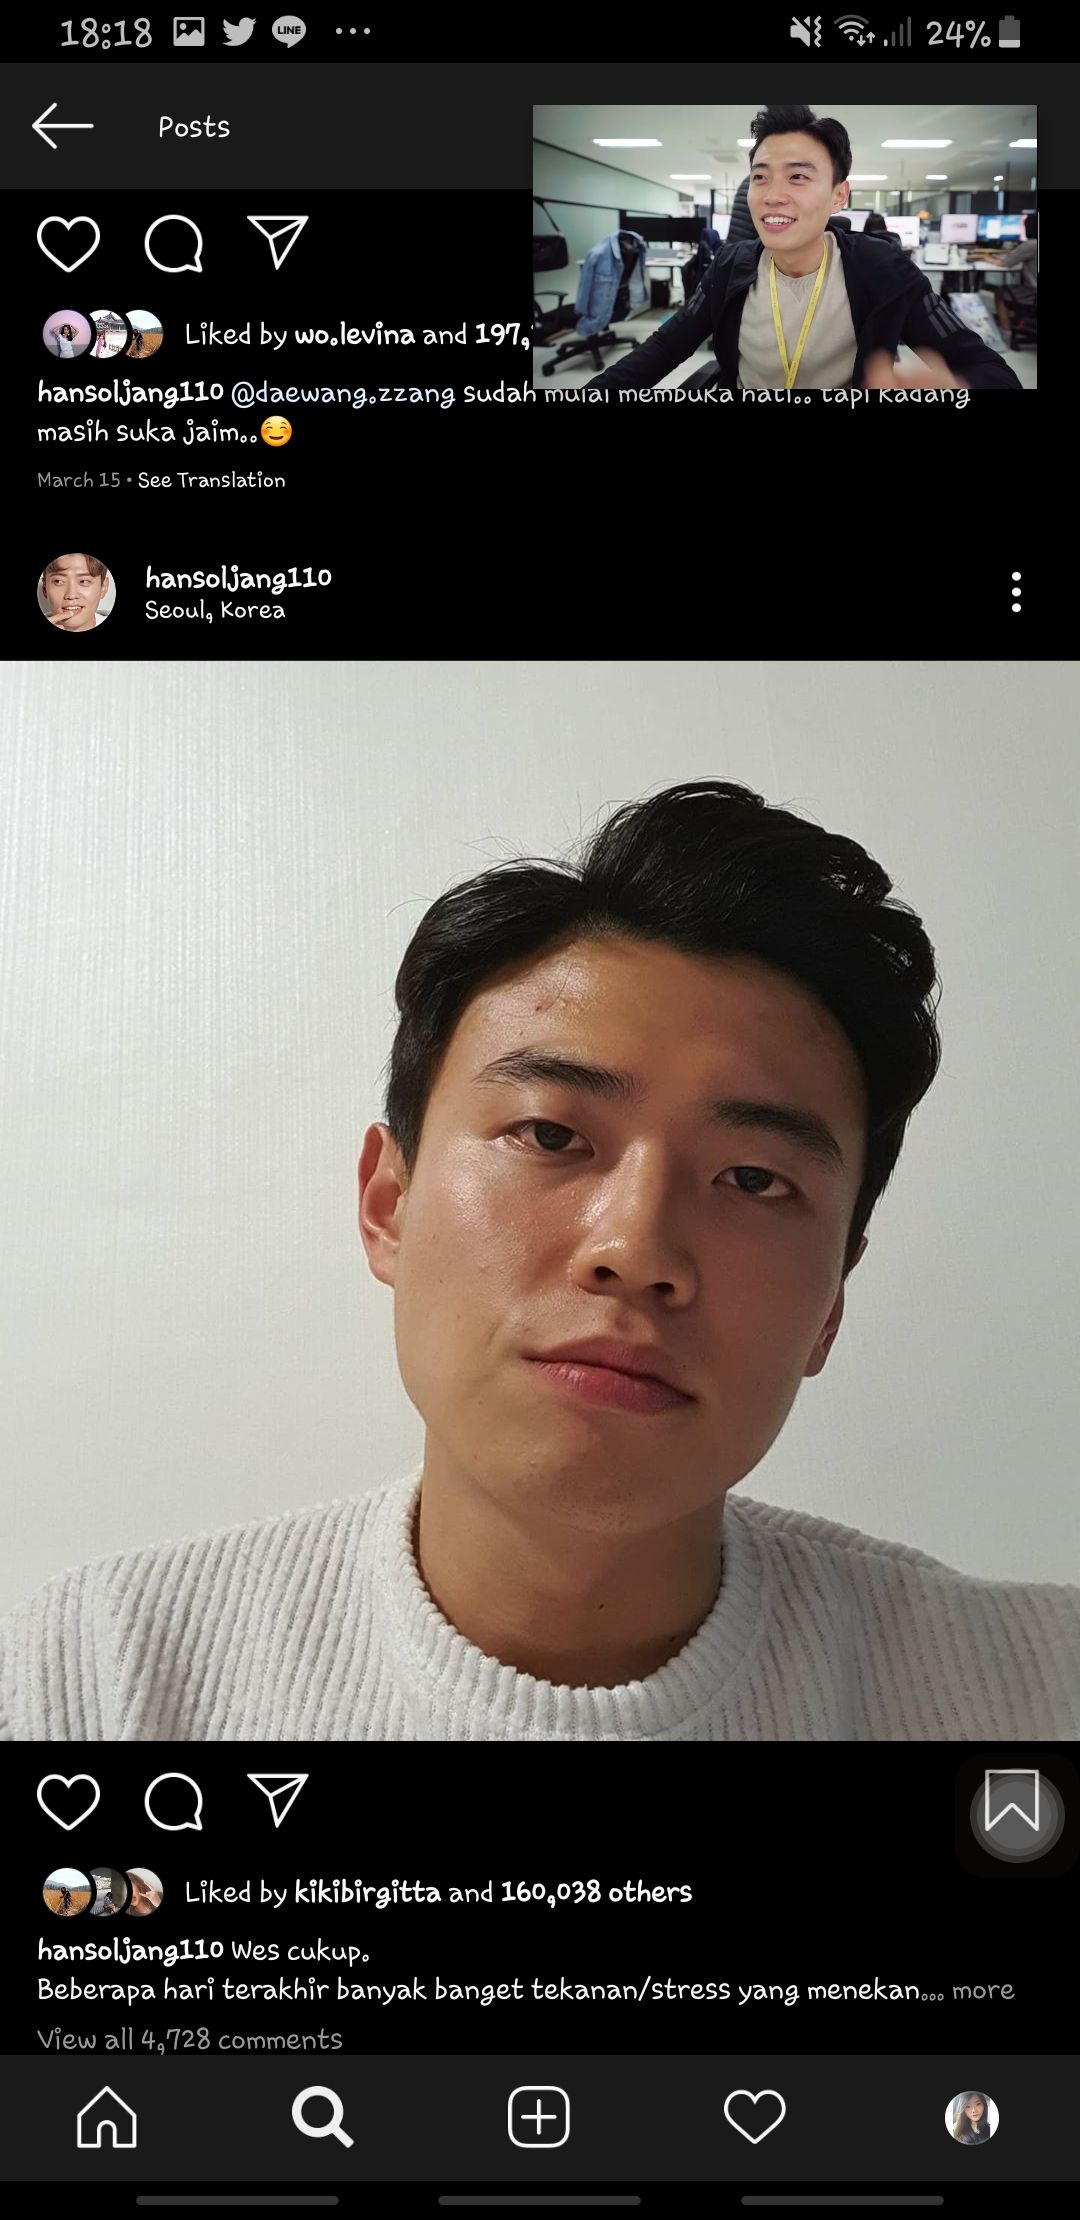 18:18 LINE 24%
Posts
Liked by wo.levina and 197,
hansoljang110 @daewang.zzang sudah mulai membuka hati.. tapi kadang
masih suka jaim..☺️
March 15 • See Translation
hansoljang110
Seoul, Korea
Liked by kikibirgitta and 160,038 others
hansoljang110 Wes cukup.
Beberapa hari terakhir banyak banget tekanan/stress yang menekan... more
View all 4,728 comments